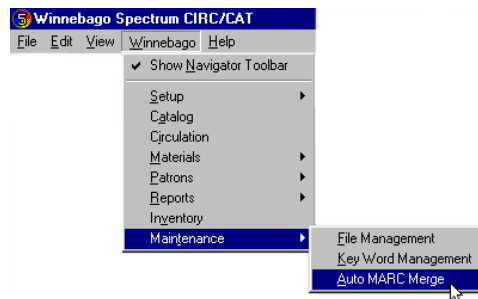 Winnebago Spectrum CIRC/CAT
File Edit View Winnebago Help
Show Navigator Toolbar
Setup
Catalog
Circulation
Materials
Patrons
Reports
Inventory
Maintenance
File Management
Key Word Management
Auto MARC Merge